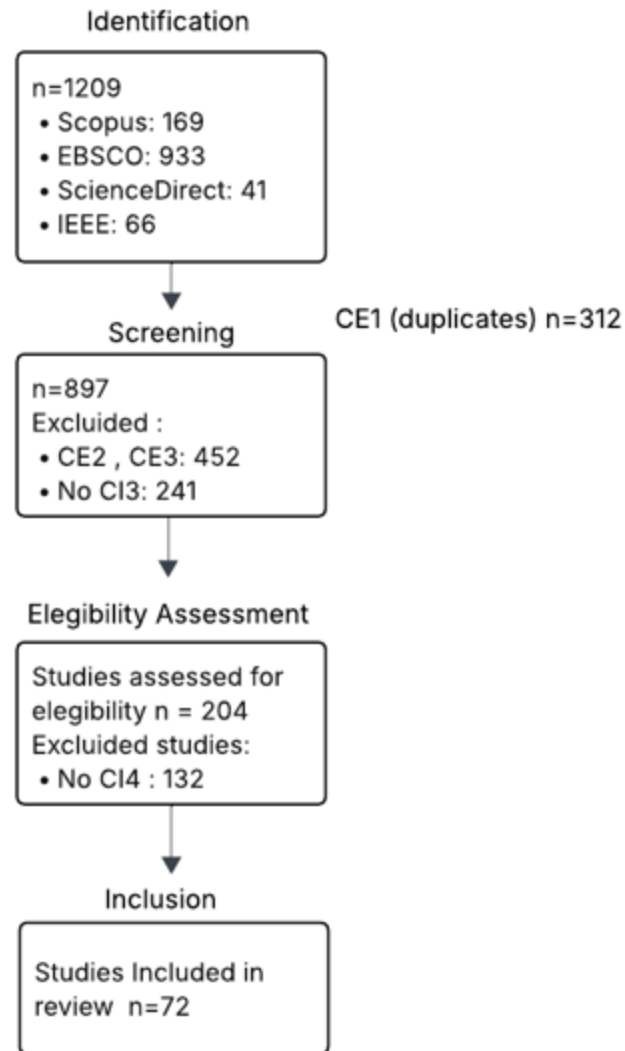 Identification
n=1209
• Scopus: 169
• EBSCO: 933
• ScienceDirect: 41
• IEEE: 66
CE1 (duplicates) n=312
Screening
n=897
Excluided :
• CE2 , CE3: 452
• No CI3: 241
Elegibility Assessment
Studies assessed for
elegibility n = 204
Excluided studies:
• No CI4 : 132
Inclusion
Studies Included in
review n=72